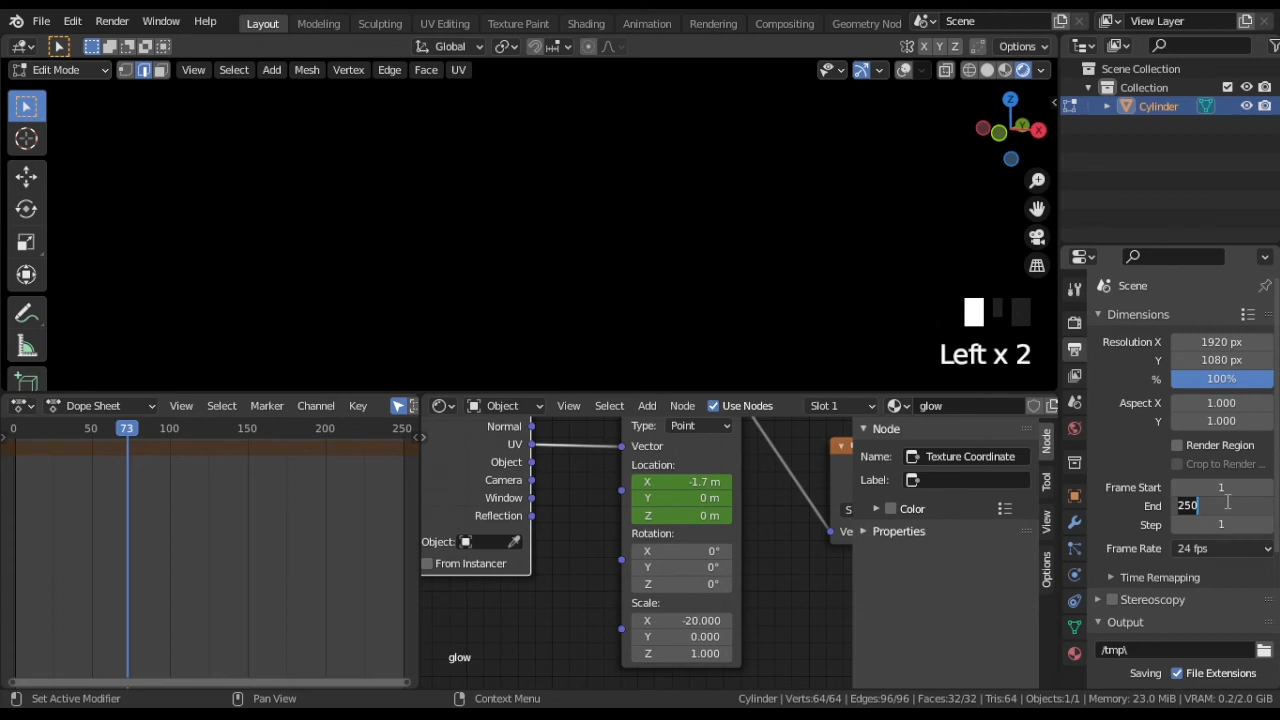 File Edit Render Window Help Layout Modeling Sculpting UV Editing Texture Paint Shading Animation Rendering Compositing Geometry Nod Scene View Layer
Global Options
Edit Mode View Select Add Mesh Vertex Edge Face UV
X Y Z
Scene Collection
Collection
Cylinder
Z
Y
X
Left x 2
Scene
Dimensions
Resolution X 1920 px
Y 1080 px
% 100%
Aspect X 1.000
Y 1.000
Render Region
Crop to Render ...
Frame Start 1
End 250
Step 1
Frame Rate 24 fps
Time Remapping
Stereoscopy
Output
/tmp\
Saving File Extensions
Dope Sheet View Select Marker Channel Key
0 50 73 100 150 200 250
Object View Select Add Node Use Nodes Slot 1 glow
Normal
UV
Object
Camera
Window
Reflection
Object:
From Instancer
Type: Point
Vector
Location:
X -1.7 m
Y 0 m
Z 0 m
Rotation:
X 0°
Y 0°
Z 0°
Scale:
X -20.000
Y 0.000
Z 1.000
glow
S
Ve
Node
Name: Texture Coordinate
Label:
Color
Properties
Node
Tool
View
Options
Set Active Modifier Pan View Context Menu Cylinder | Verts:64/64 | Edges:96/96 | Faces:32/32 | Tris:64 | Objects:1/1 | Memory: 23.0 MiB | VRAM: 0.2/2.0 GiB